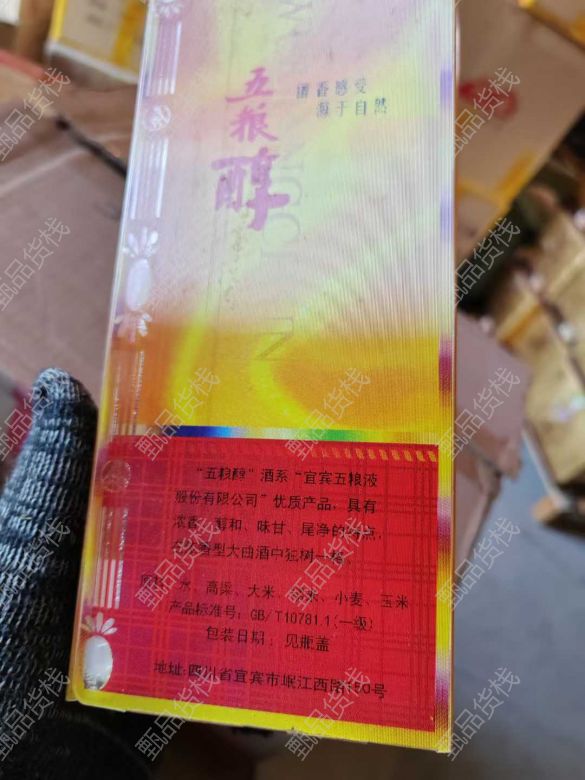 五粮醇
清香感受
源于自然
"五粮醇"酒系"宜宾五粮液
股份有限公司"优质产品，具有
浓香、醇和、味甘、尾净的特点，
型大曲酒中独树一格。
水、高粱、大米、糯米、小麦、玉米
产品标准号：GB/T10781.1(一级)
包装日期：见瓶盖
地址:四川省宜宾市岷江西路150号
甄品货栈